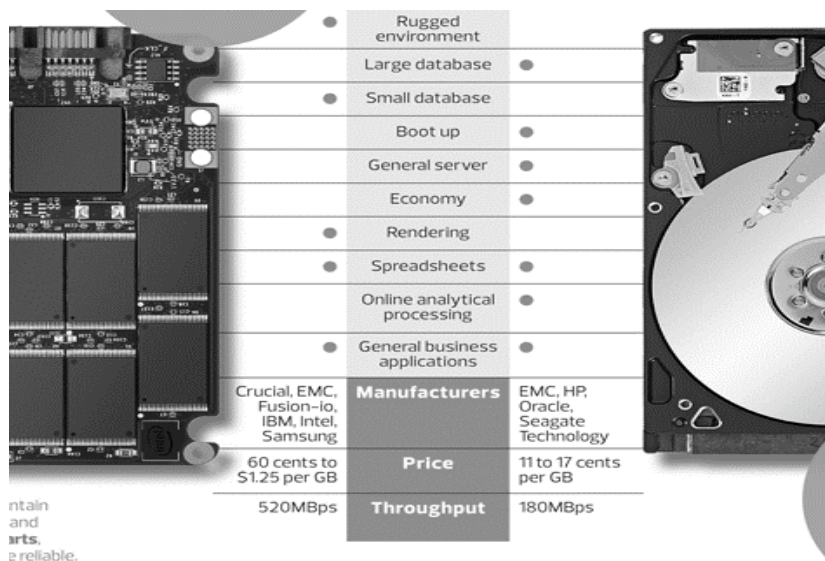 Rugged
environment
Large database
Small database
Boot up
General server
Economy
Rendering
Spreadsheets
Online analytical
processing
General business
applications
Crucial, EMC,
Fusion-io,
IBM, Intel,
Samsung
Manufacturers
EMC, HP,
Oracle,
Seagate
Technology
60 cents to
$1.25 per GB
Price
11 to 17 cents
per GB
520MBps
Throughput
180MBps
ntain
and
arts,
e reliable.